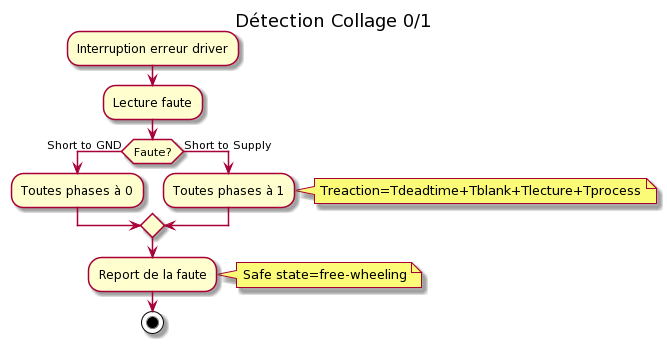 Détection Collage 0/1
Interruption erreur driver
Lecture faute
Short to GND
Faute?
Short to Supply
Toutes phases à 0
Toutes phases à 1
Treaction=Tdeadtime+Tblank+Tlecture+Tprocess
Report de la faute
Safe state=free-wheeling